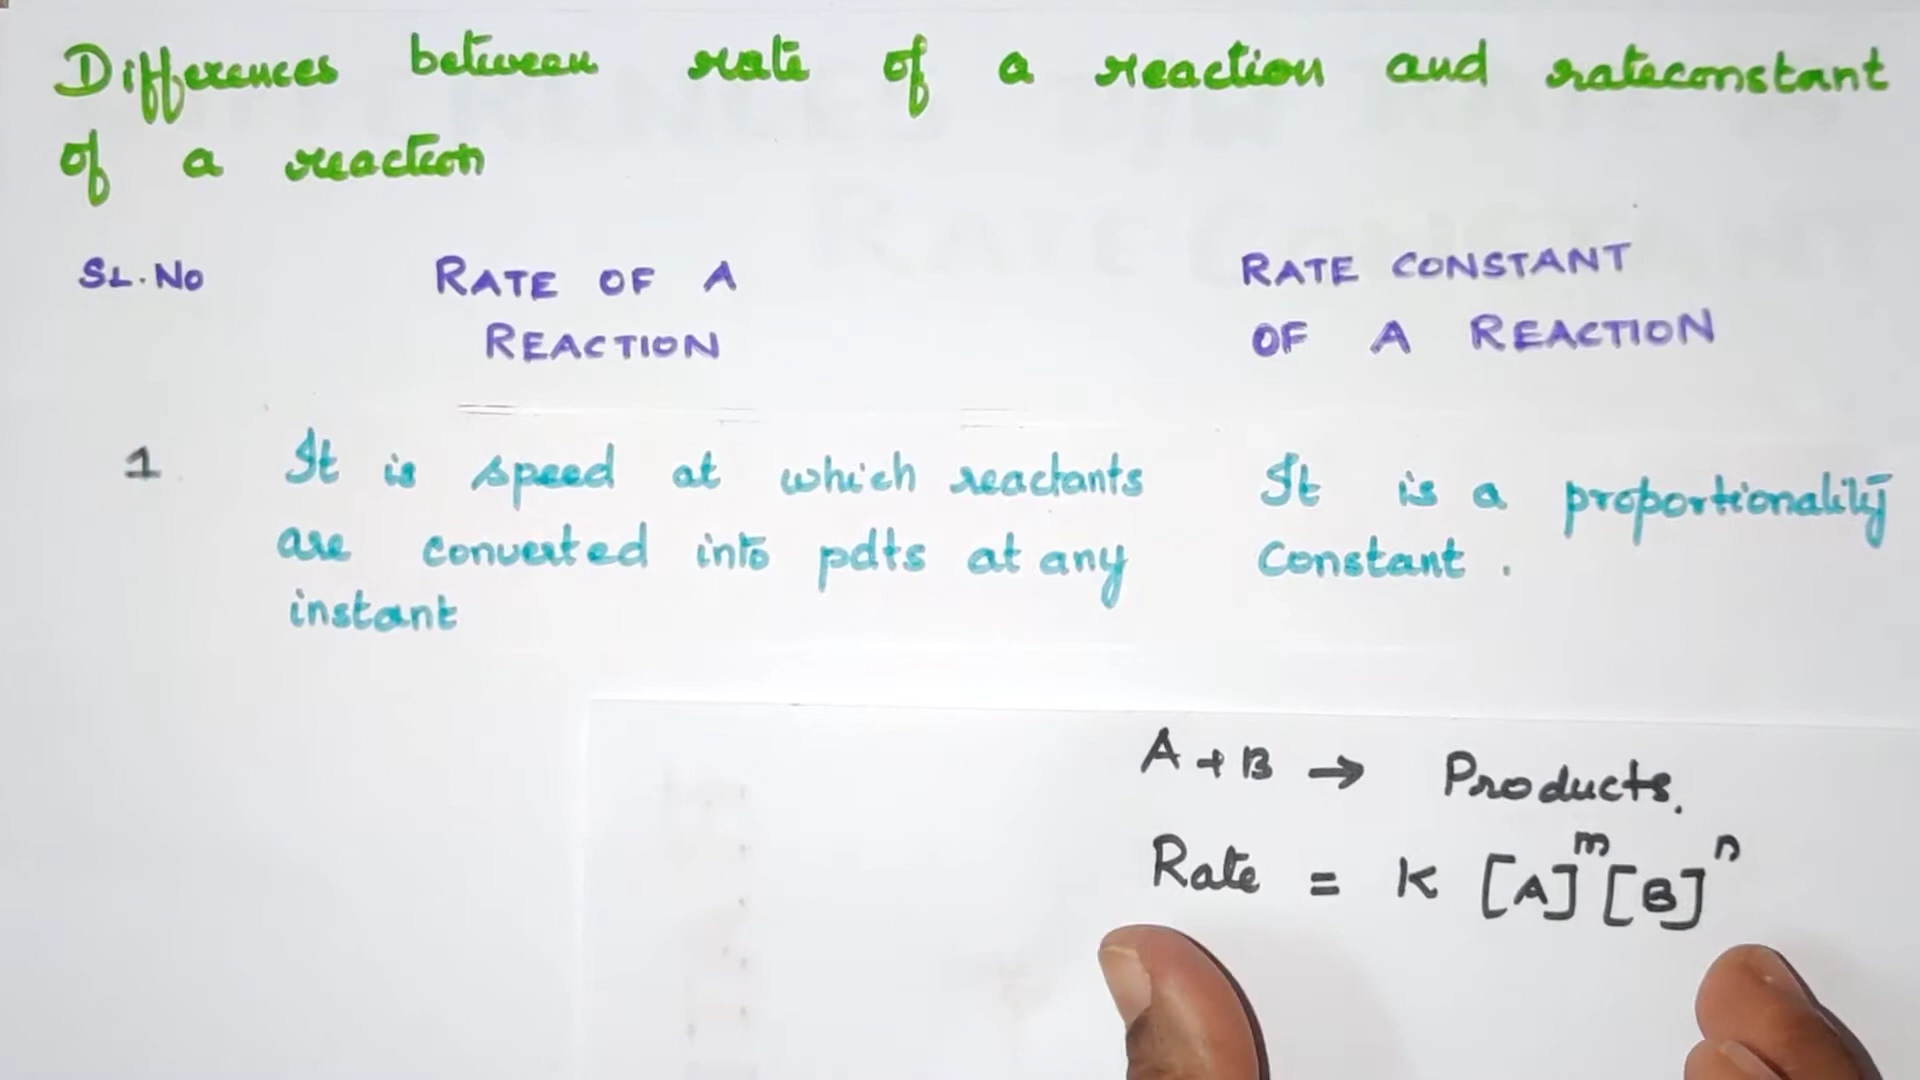 Differences between rate of a reaction and rateconstant
of a reaction
SL.No RATE OF A REACTION RATE CONSTANT OF A REACTION
1 It is speed at which reactants
are converted into pdts at any
instant
It is a proportionality
Constant.
A + B → Products.
Rate = K [A]^m [B]^n